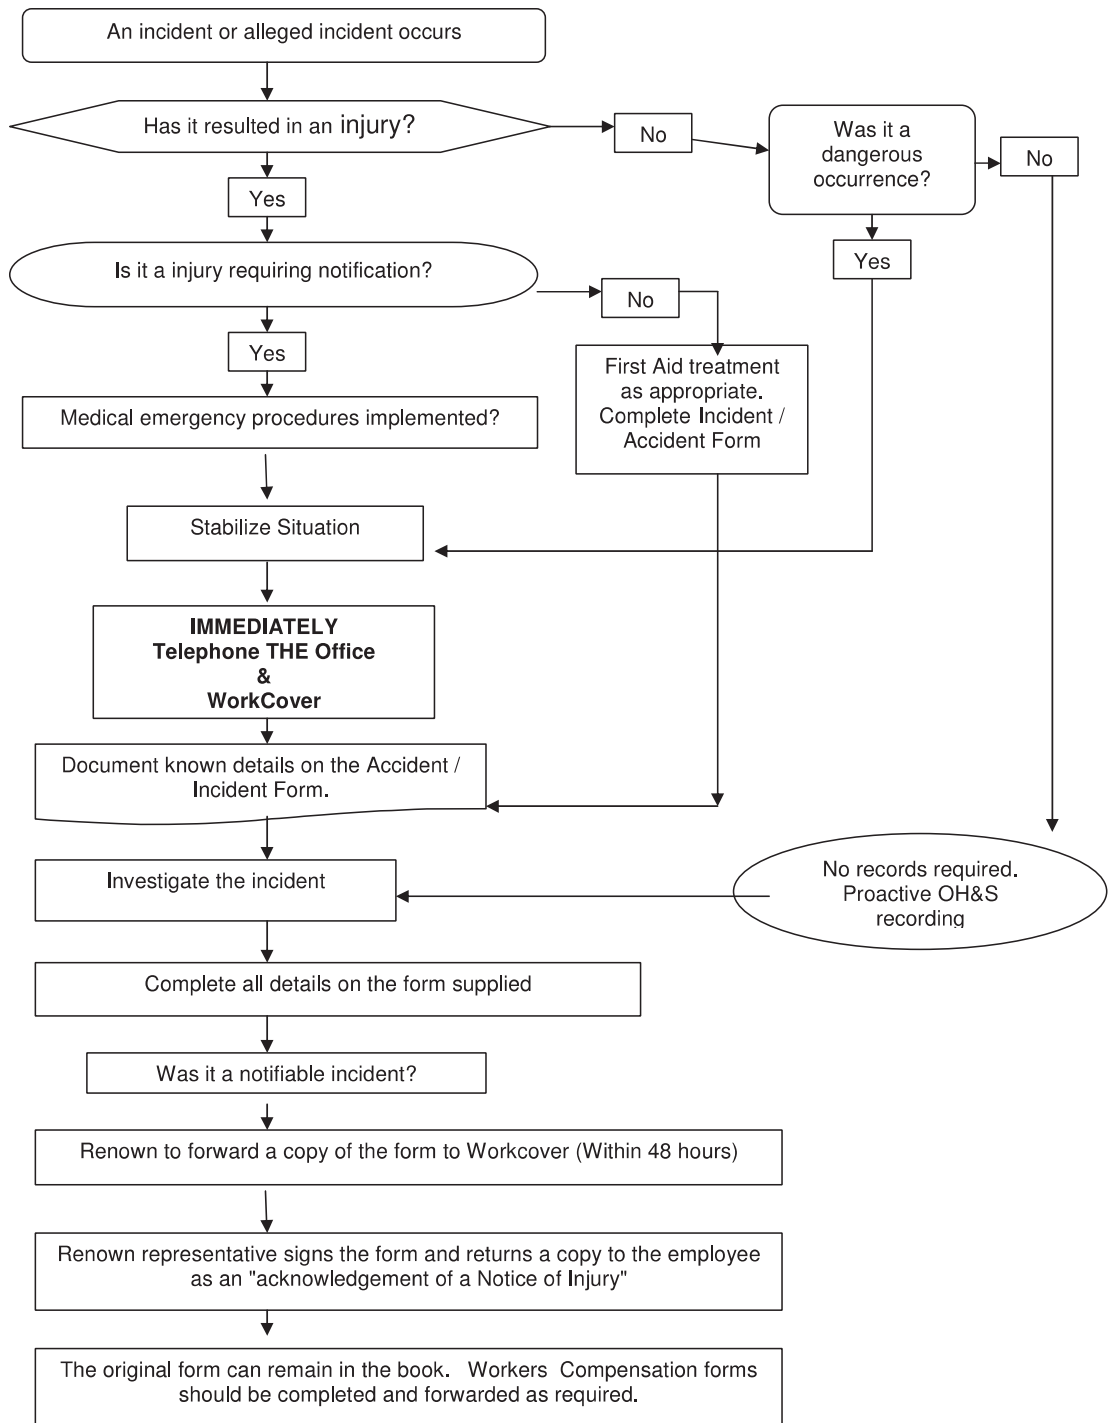 An incident or alleged incident occurs
Has it resulted in an injury?
No
Was it a
dangerous
occurrence?
No
Yes
Yes
Is it a injury requiring notification?
No
Yes
First Aid treatment
as appropriate.
Complete Incident /
Accident Form
Medical emergency procedures implemented?
Stabilize Situation
IMMEDIATELY
Telephone THE Office
&
WorkCover
Document known details on the Accident /
Incident Form.
No records required.
Proactive OH&S
recording
Investigate the incident
Complete all details on the form supplied
Was it a notifiable incident?
Renown to forward a copy of the form to Workcover (Within 48 hours)
Renown representative signs the form and returns a copy to the employee
as an "acknowledgement of a Notice of Injury"
The original form can remain in the book. Workers Compensation forms
should be completed and forwarded as required.